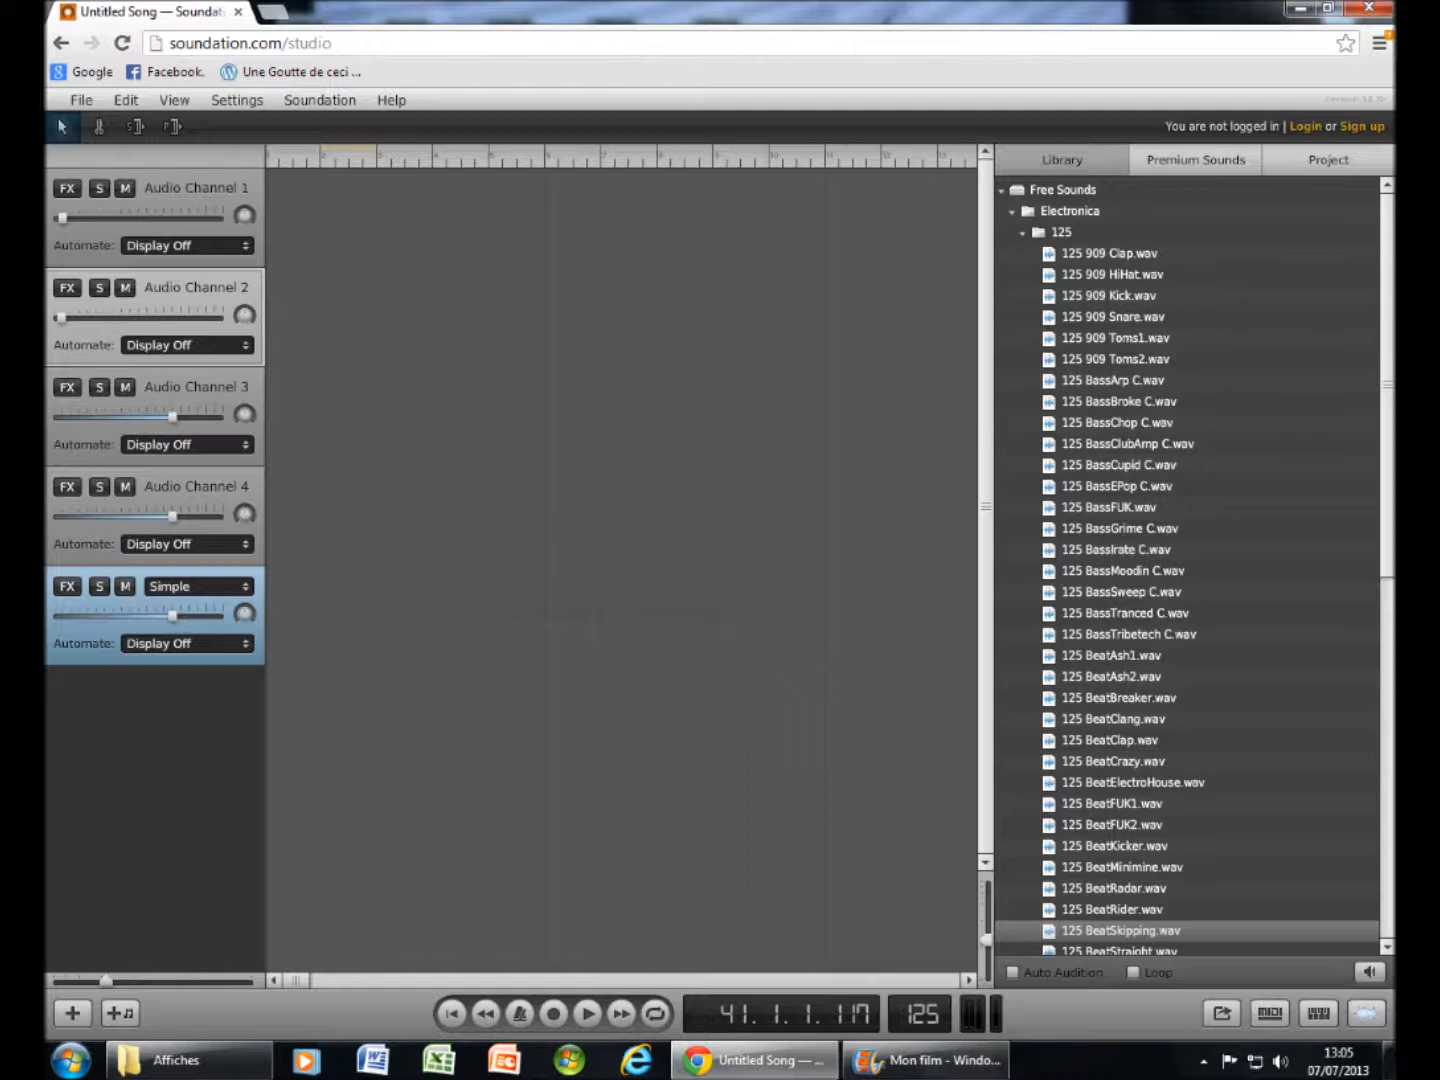 Untitled Song — Soundat
soundation.com/studio
Google
Facebook.
Une Goutte de ceci ...
File Edit View Settings Soundation Help
You are not logged in | Login or Sign up
Library Premium Sounds Project
FX S M Audio Channel 1
Automate: Display Off
FX S M Audio Channel 2
Automate: Display Off
FX S M Audio Channel 3
Automate: Display Off
FX S M Audio Channel 4
Automate: Display Off
FX S M Simple
Automate: Display Off
Free Sounds
Electronica
125
125 909 Clap.wav
125 909 HiHat.wav
125 909 Kick.wav
125 909 Snare.wav
125 909 Toms1.wav
125 909 Toms2.wav
125 BassArp C.wav
125 BassBroke C.wav
125 BassChop C.wav
125 BassClubAmp C.wav
125 BassCupid C.wav
125 BassEPop C.wav
125 BassFUK.wav
125 BassGrime C.wav
125 BassIrate C.wav
125 BassMoodin C.wav
125 BassSweep C.wav
125 BassTranced C.wav
125 BassTribetech C.wav
125 BeatAsh1.wav
125 BeatAsh2.wav
125 BeatBreaker.wav
125 BeatClang.wav
125 BeatClap.wav
125 BeatCrazy.wav
125 BeatElectroHouse.wav
125 BeatFUK1.wav
125 BeatFUK2.wav
125 BeatKicker.wav
125 BeatMinimine.wav
125 BeatRadar.wav
125 BeatRider.wav
125 BeatSkipping.wav
125 BeatStraight.wav
Auto Audition Loop
41. 1. 1. 117 125
MIDI
Affiches
Untitled Song — ...
Mon film - Windo...
13:05
07/07/2013